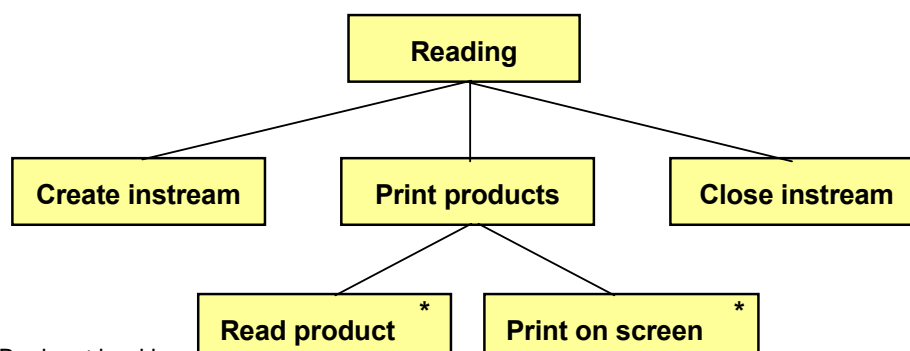 Reading
Create instream
Print products
Close instream
*
*
Read product
Print on screen